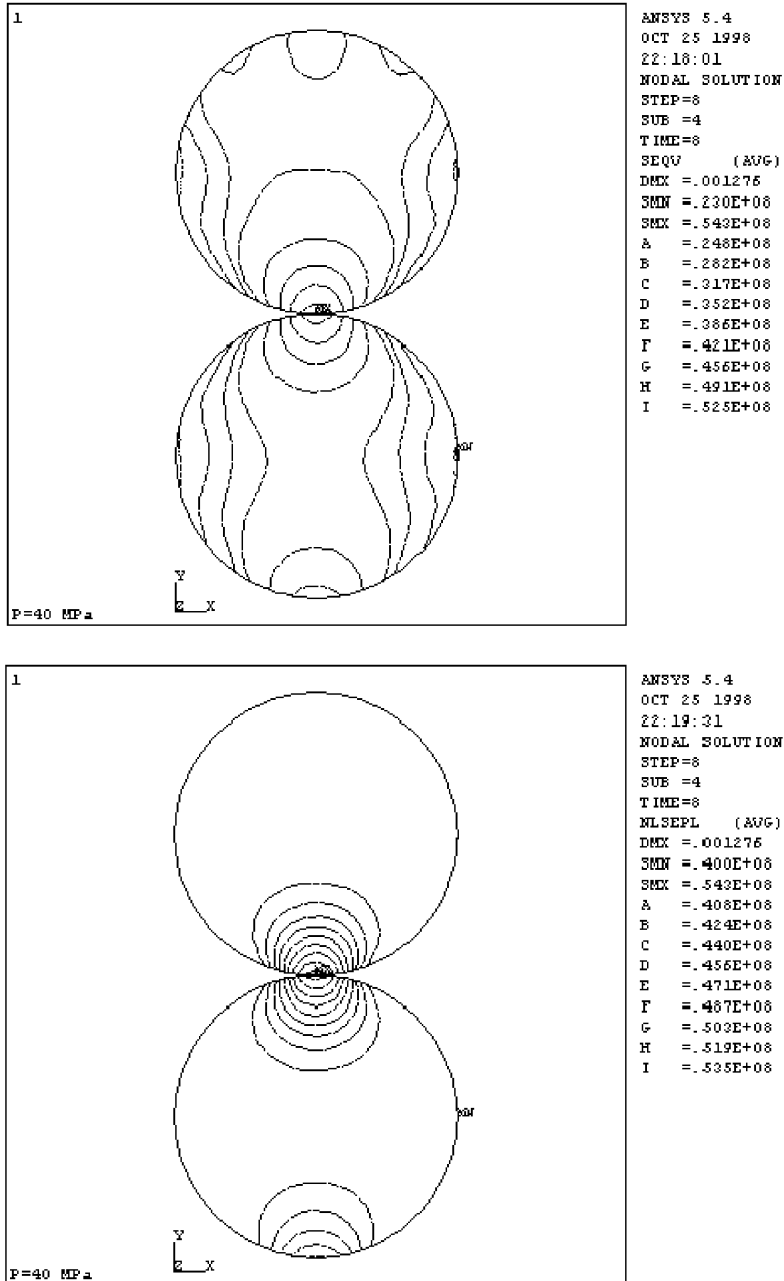 1
ANSYS 5.4
OCT 25 1998
22:18:01
NODAL SOLUTION
STEP=8
SUB =4
TIME=8
SEQV (AVG)
DMX =.001276
SMN =.230E+08
SMX =.543E+08
A =.248E+08
B =.282E+08
C =.317E+08
D =.352E+08
E =.386E+08
F =.421E+08
G =.456E+08
H =.491E+08
I =.525E+08
MX
MN
Y
Z X
P=40 MPa
1
ANSYS 5.4
OCT 25 1998
22:19:31
NODAL SOLUTION
STEP=8
SUB =4
TIME=8
NLSEPL (AVG)
DMX =.001276
SMN =.400E+08
SMX =.543E+08
A =.408E+08
B =.424E+08
C =.440E+08
D =.456E+08
E =.471E+08
F =.487E+08
G =.503E+08
H =.519E+08
I =.535E+08
MN
Y
Z X
P=40 MPa